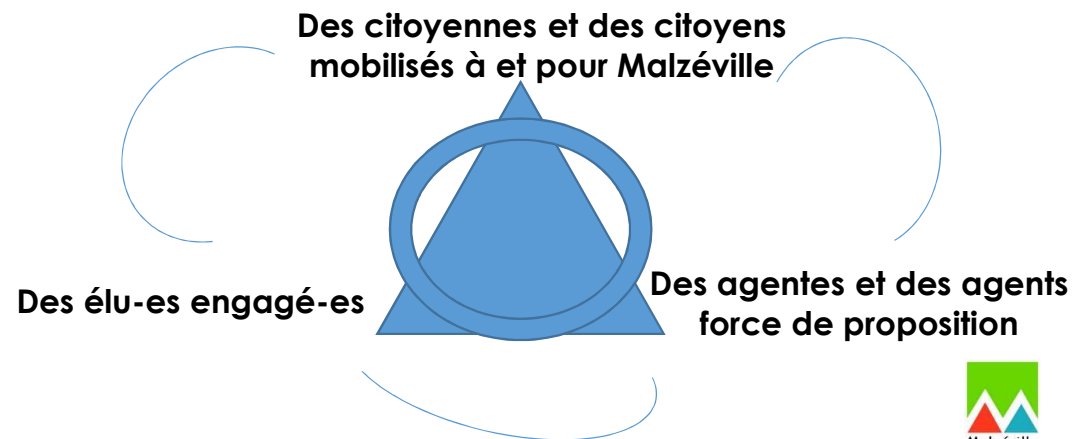 Des citoyennes et des citoyens
mobilisés à et pour Malzéville
Des élu-es engagé-es
Des agentes et des agents
force de proposition
Malzéville